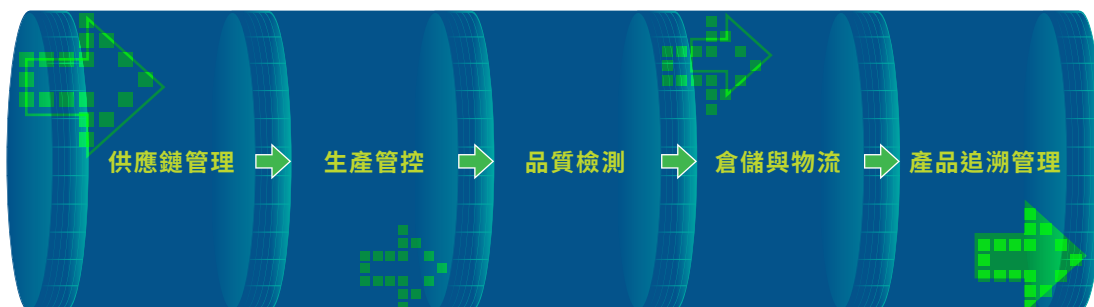 供應鏈管理
生產管控
品質檢測
倉儲與物流
產品追溯管理